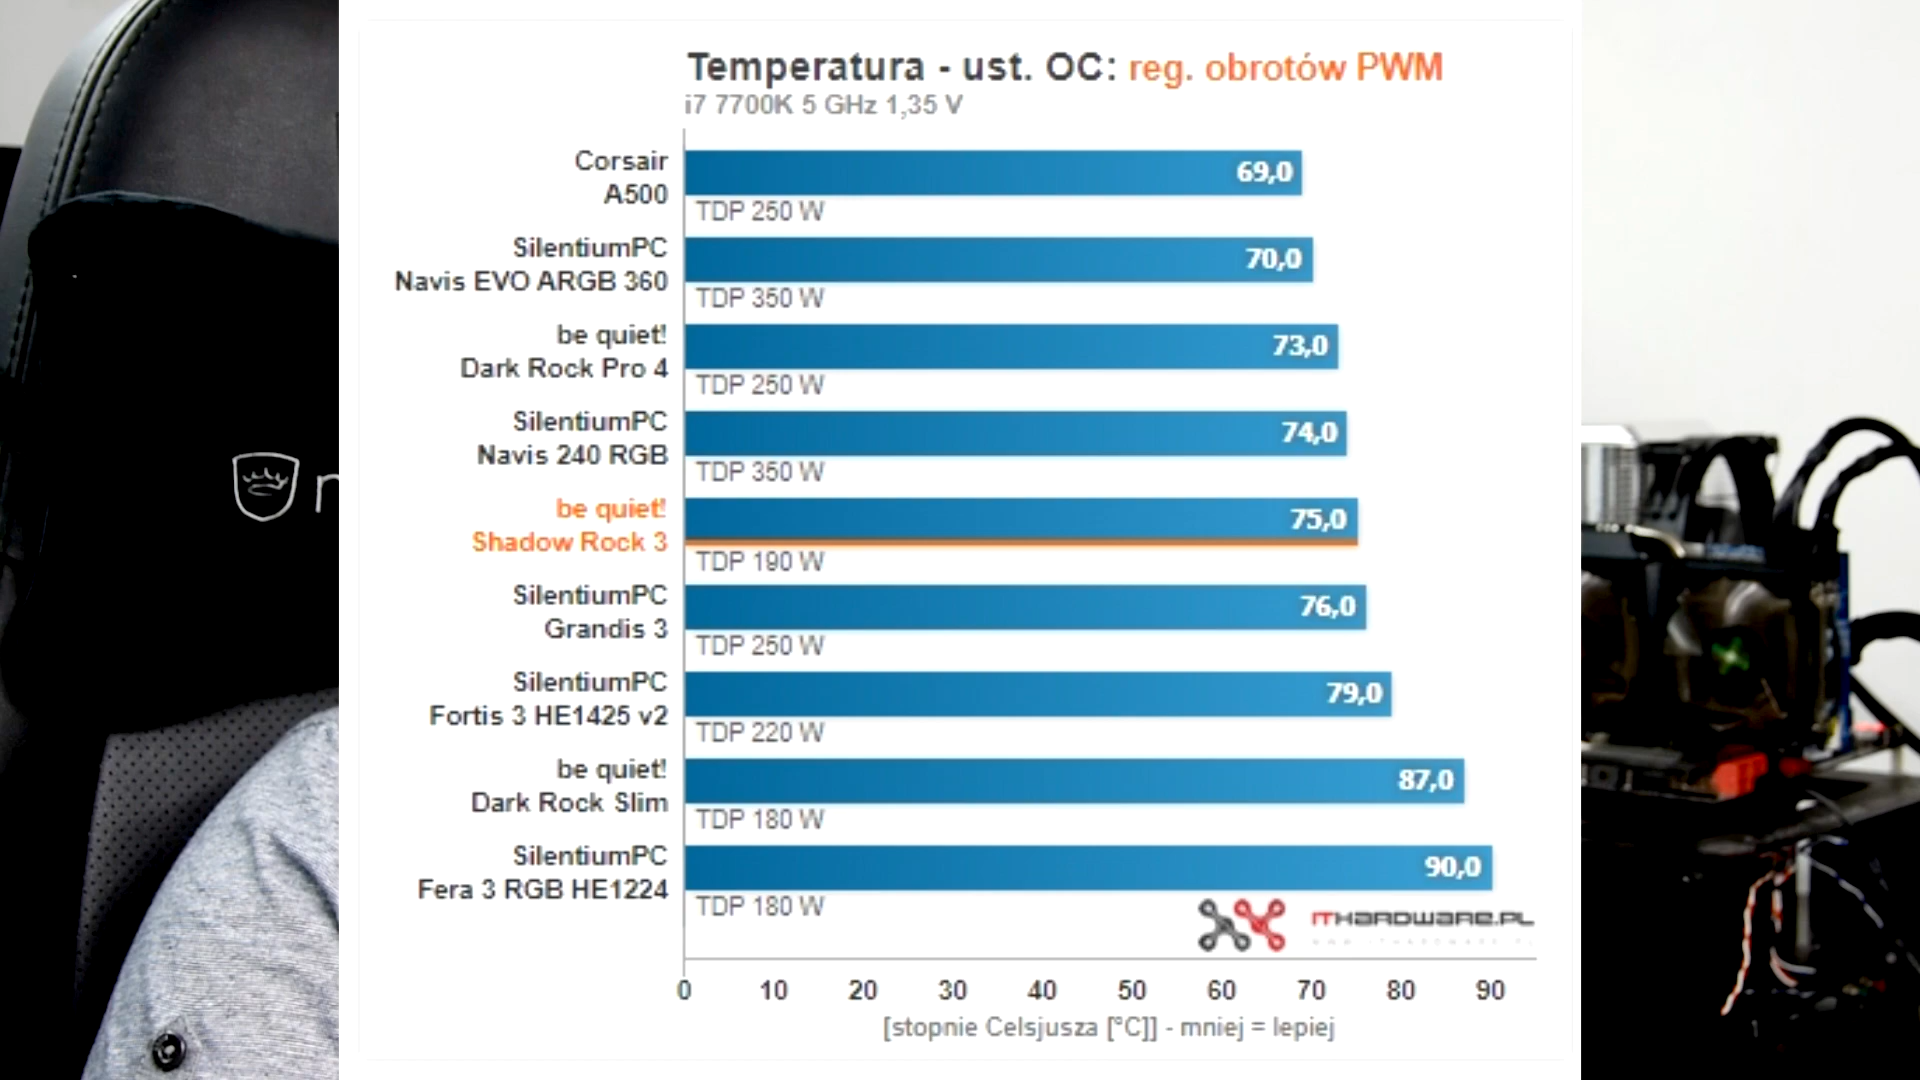 Temperatura - ust. OC: reg. obrotów PWM
i7 7700K 5 GHz 1,35 V
Corsair
A500
69,0
TDP 250 W
SilentiumPC
Navis EVO ARGB 360
70,0
TDP 350 W
be quiet!
Dark Rock Pro 4
73,0
TDP 250 W
SilentiumPC
Navis 240 RGB
74,0
TDP 350 W
be quiet!
Shadow Rock 3
75,0
TDP 190 W
SilentiumPC
Grandis 3
76,0
TDP 250 W
SilentiumPC
Fortis 3 HE1425 v2
79,0
TDP 220 W
be quiet!
Dark Rock Slim
87,0
TDP 180 W
SilentiumPC
Fera 3 RGB HE1224
90,0
TDP 180 W
ITHARDWARE.PL
0 10 20 30 40 50 60 70 80 90
[stopnie Celsjusza [°C]] - mniej = lepiej